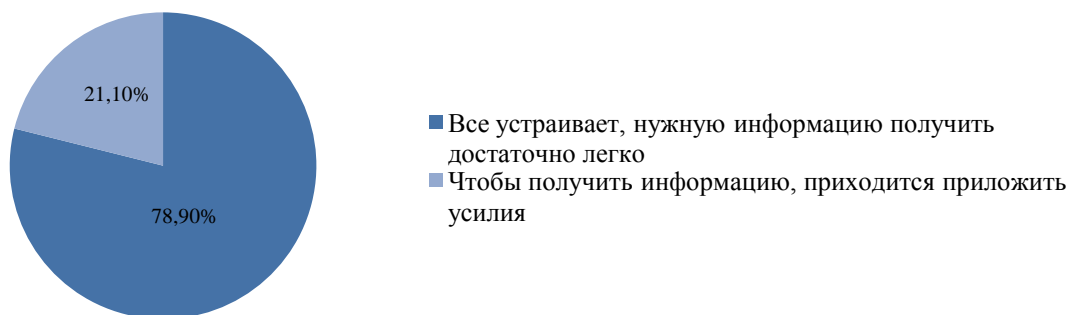 21,10%
78,90%
Все устраивает, нужную информацию получить
достаточно легко
Чтобы получить информацию, приходится приложить
усилия